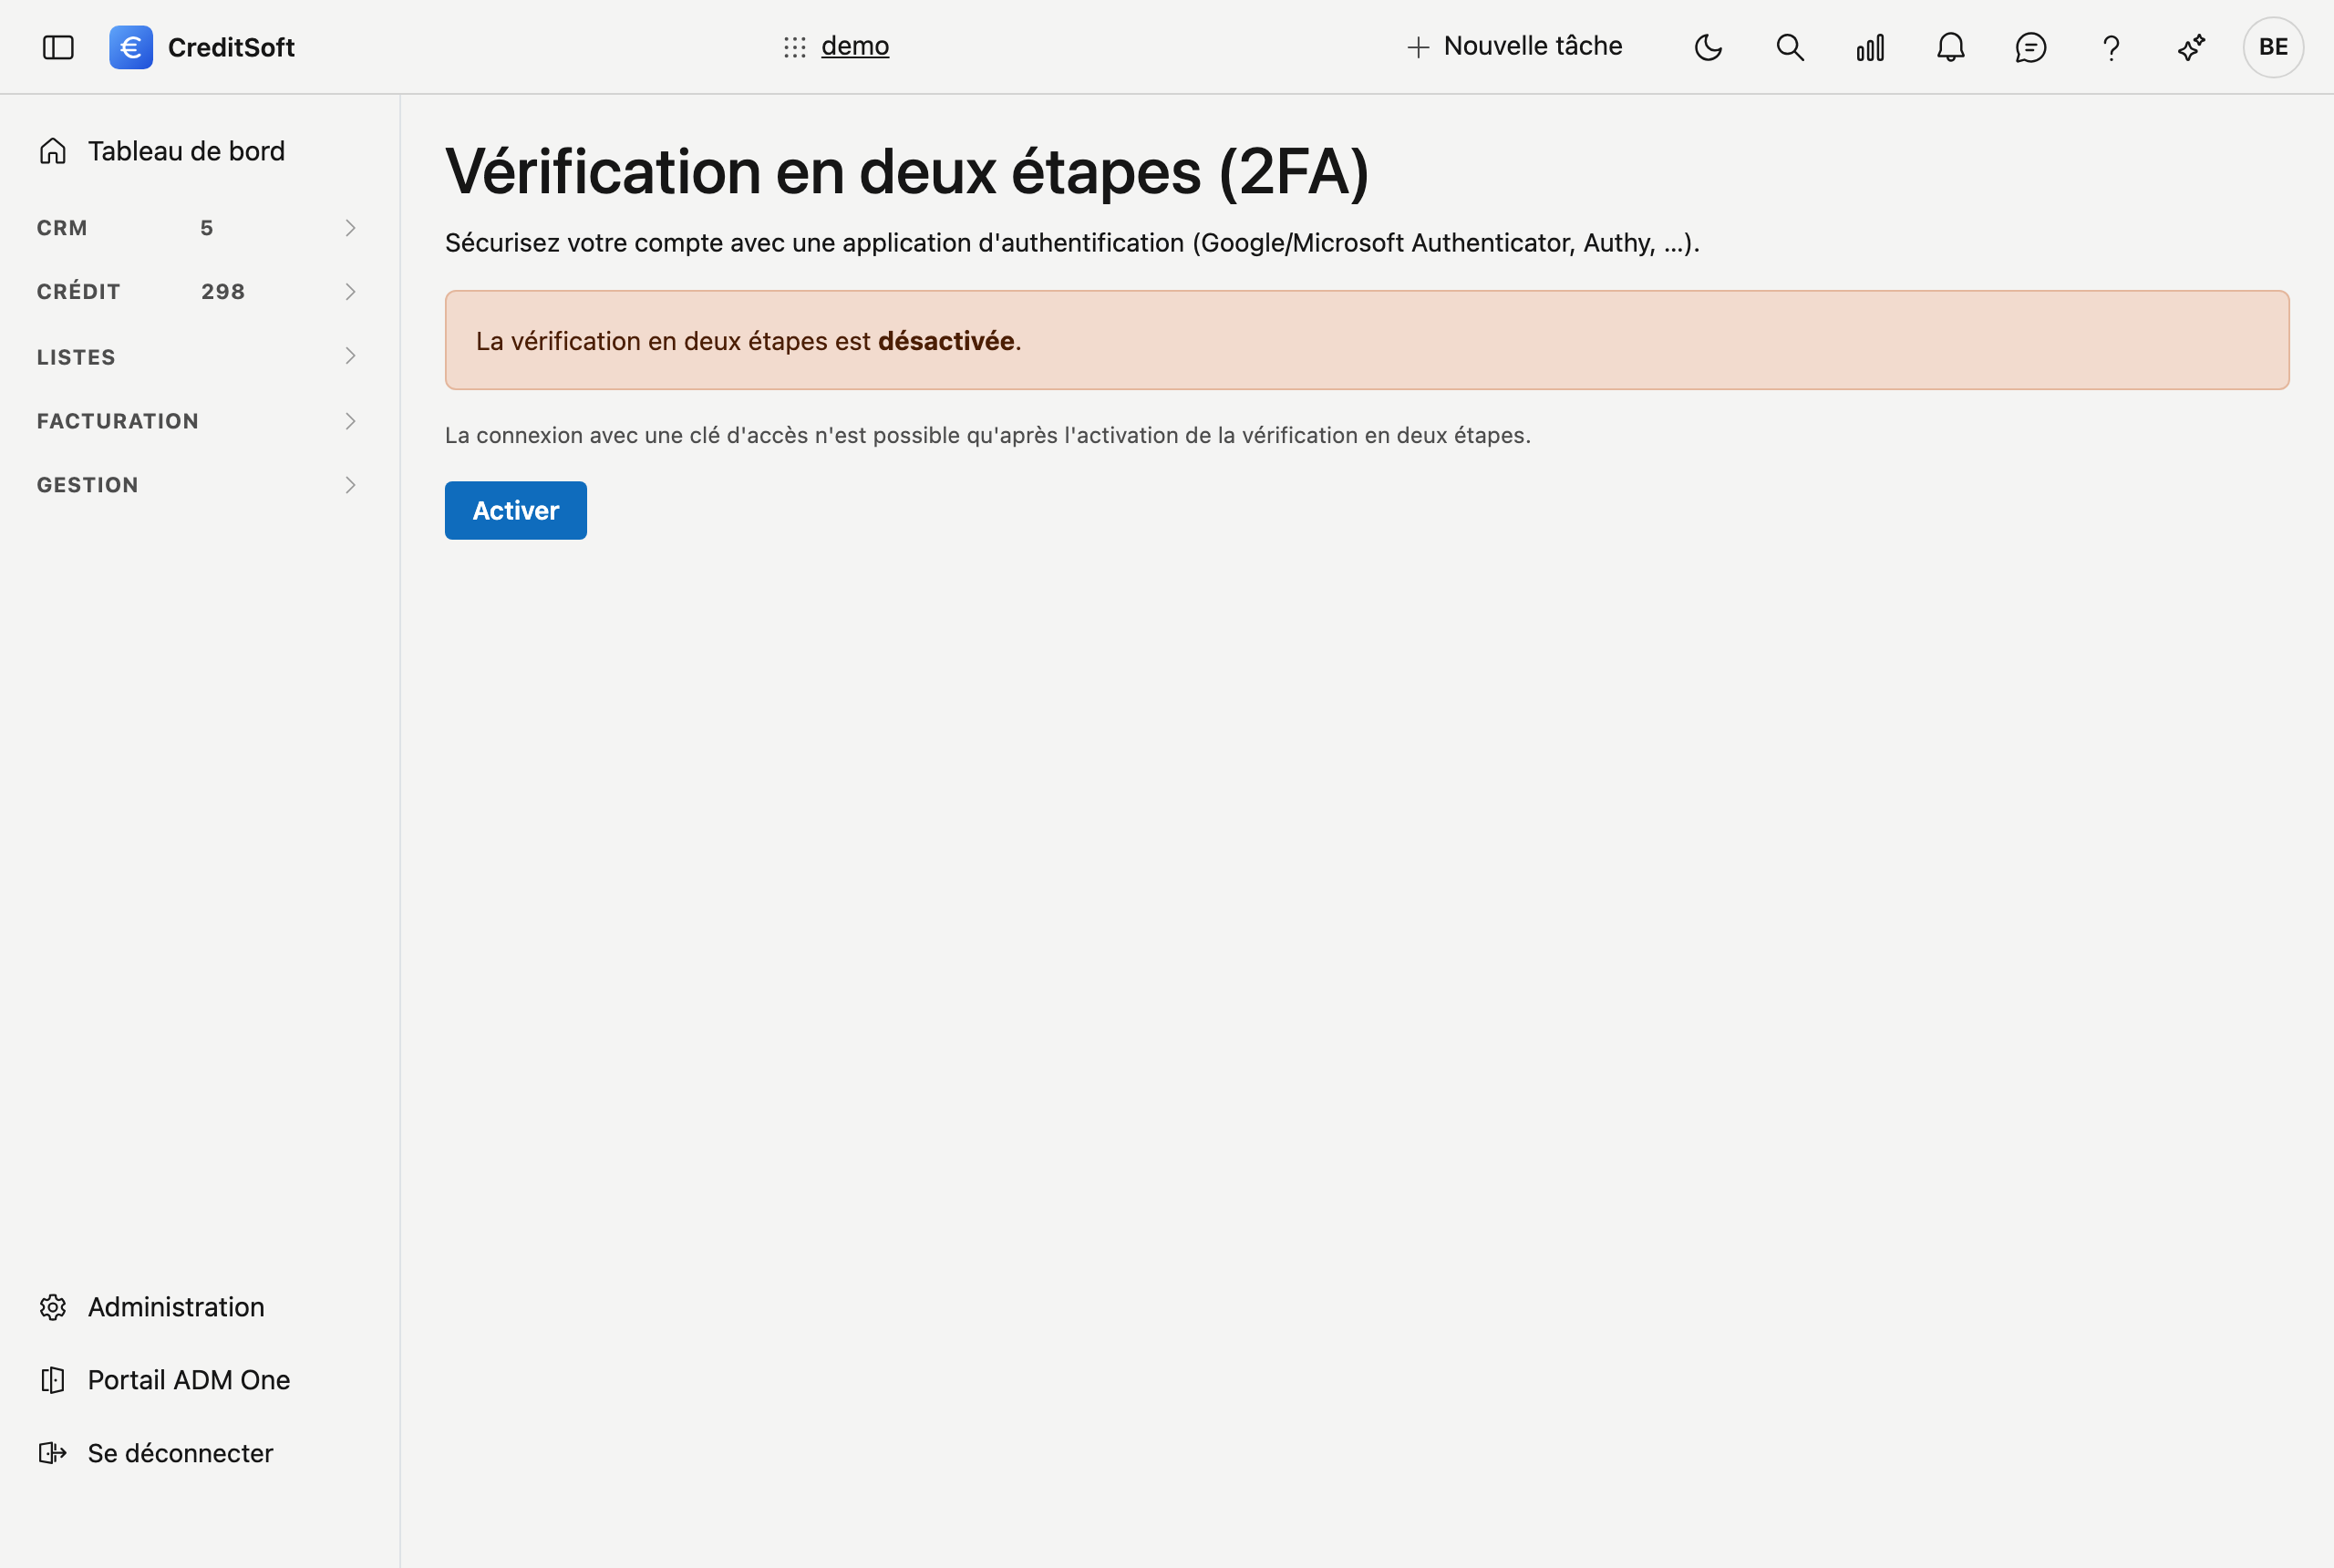 CreditSoft
demo
Nouvelle tâche
BE
Tableau de bord
CRM 5
CRÉDIT 298
LISTES
FACTURATION
GESTION
Administration
Portail ADM One
Se déconnecter
Vérification en deux étapes (2FA)
Sécurisez votre compte avec une application d'authentification (Google/Microsoft Authenticator, Authy, ...).
La vérification en deux étapes est désactivée.
La connexion avec une clé d'accès n'est possible qu'après l'activation de la vérification en deux étapes.
Activer